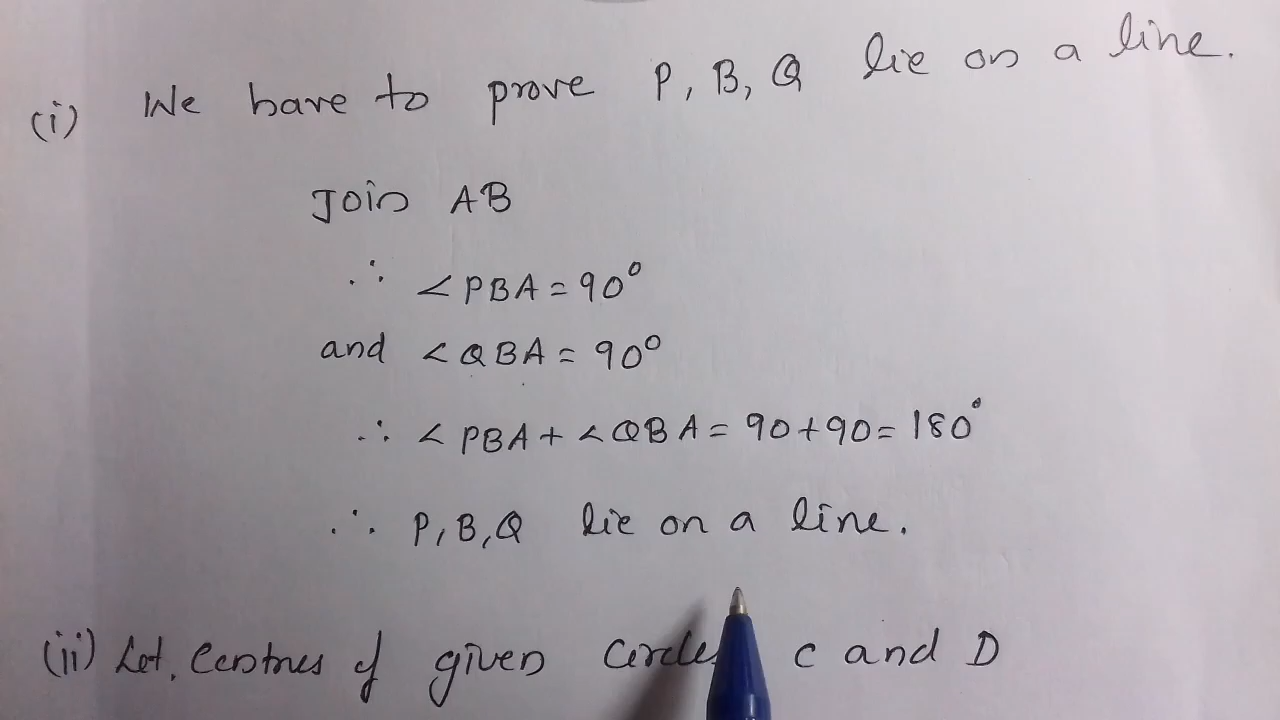 (i) We have to prove P, B, Q lie on a line.
Join AB
∴ ∠PBA = 90°
and ∠QBA = 90°
∴ ∠PBA + ∠QBA = 90 + 90 = 180°
∴ P, B, Q lie on a line.
(ii) Let, Centres of given circles C and D